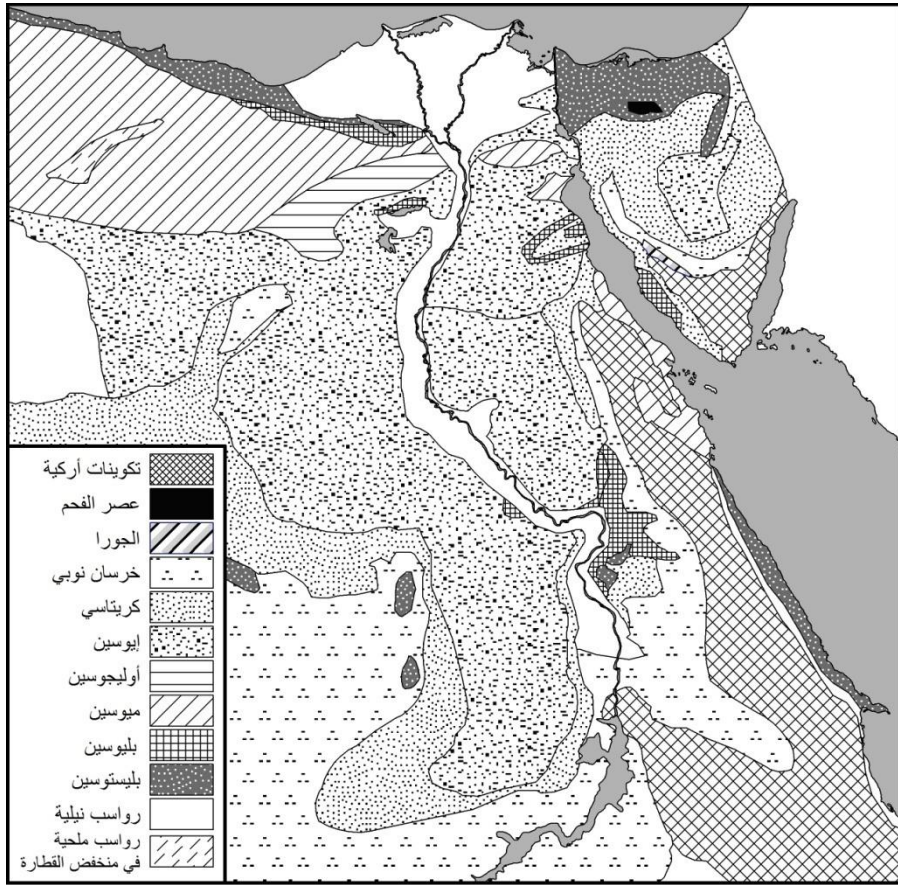 تكوينات أركية
عصر الفحم
الجورا
خرسان نوبي
كريتاسي
إيوسين
أوليجوسين
ميوسين
بليوسين
بليستوسين
رواسب نيلية
رواسب ملحية
في منخفض القطارة